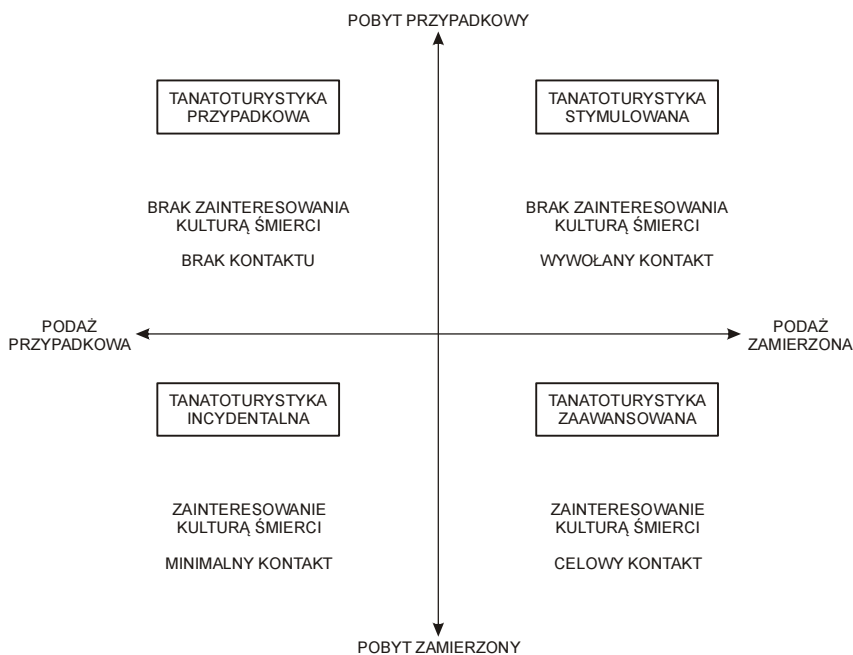 POBYT PRZYPADKOWY
TANATOTURYSTYKA
PRZYPADKOWA
TANATOTURYSTYKA
STYMULOWANA
BRAK ZAINTERESOWANIA
KULTURĄ ŚMIERCI
BRAK KONTAKTU
BRAK ZAINTERESOWANIA
KULTURĄ ŚMIERCI
WYWOŁANY KONTAKT
PODAŻ
PRZYPADKOWA
PODAŻ
ZAMIERZONA
TANATOTURYSTYKA
INCYDENTALNA
TANATOTURYSTYKA
ZAAWANSOWANA
ZAINTERESOWANIE
KULTURĄ ŚMIERCI
MINIMALNY KONTAKT
ZAINTERESOWANIE
KULTURĄ ŚMIERCI
CELOWY KONTAKT
POBYT ZAMIERZONY